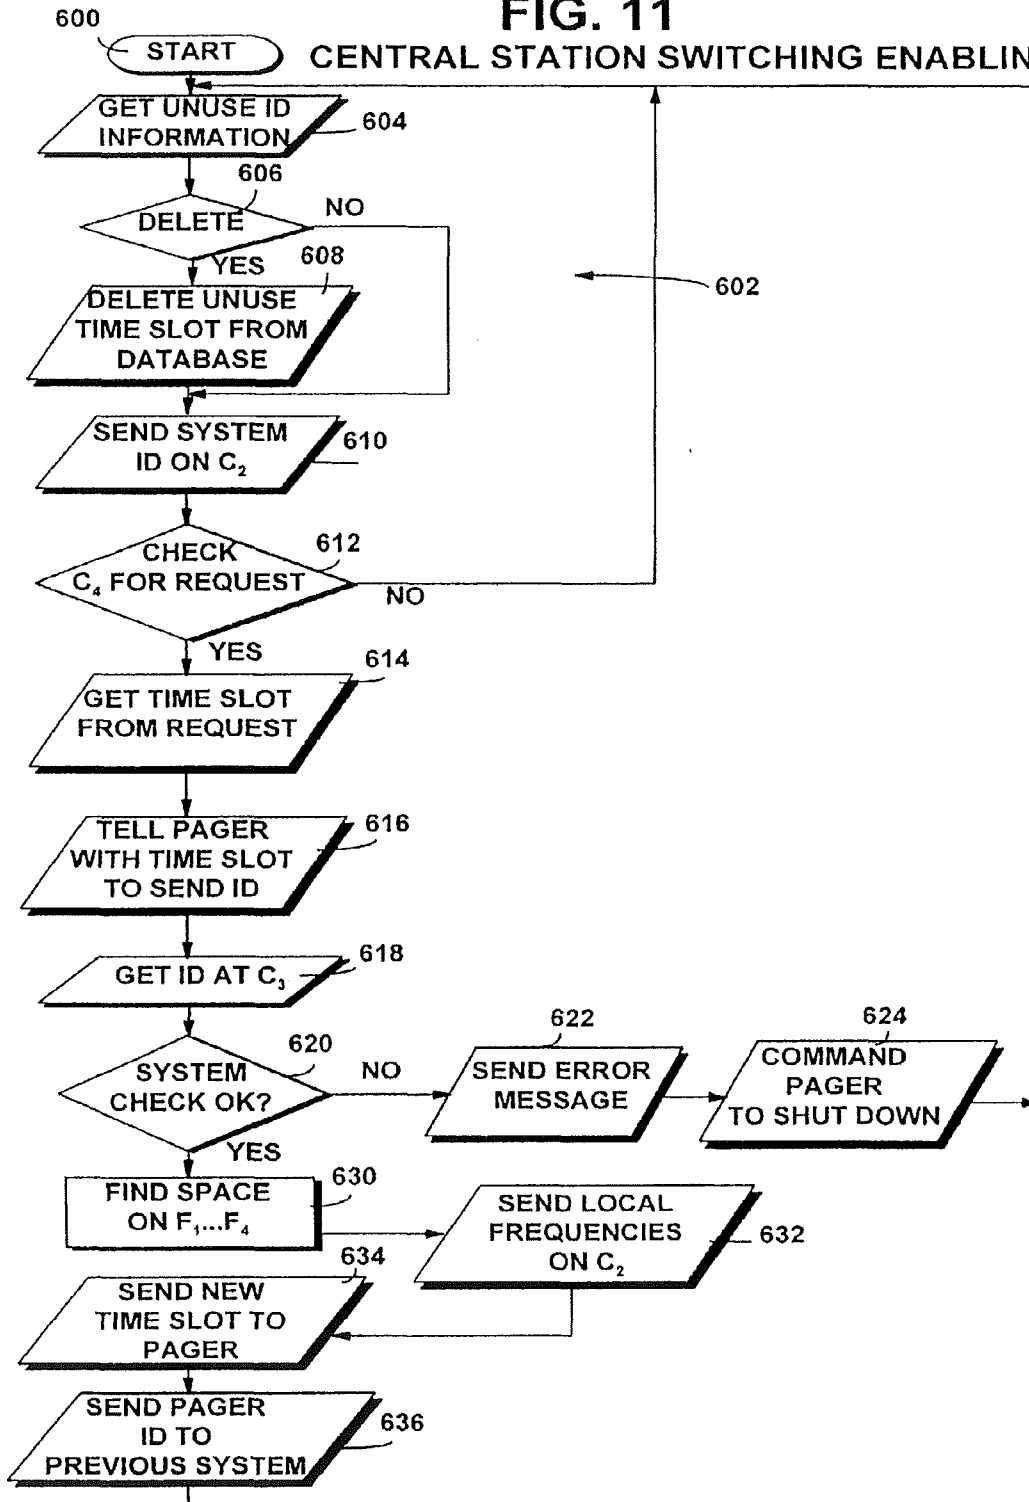 FIG. 11
600
START
CENTRAL STATION SWITCHING ENABLIN
GET UNUSE ID
INFORMATION
604
606
DELETE
NO
YES
608
602
DELETE UNUSE
TIME SLOT FROM
DATABASE
SEND SYSTEM
ID ON C₂
610
612
CHECK
C₄ FOR REQUEST
NO
YES
614
GET TIME SLOT
FROM REQUEST
616
TELL PAGER
WITH TIME SLOT
TO SEND ID
618
GET ID AT C₃
620
SYSTEM
CHECK OK?
NO
YES
622
SEND ERROR
MESSAGE
624
COMMAND
PAGER
TO SHUT DOWN
630
FIND SPACE
ON F₁...F₄
SEND LOCAL
FREQUENCIES
ON C₂
632
634
SEND NEW
TIME SLOT TO
PAGER
SEND PAGER
ID TO
PREVIOUS SYSTEM
636